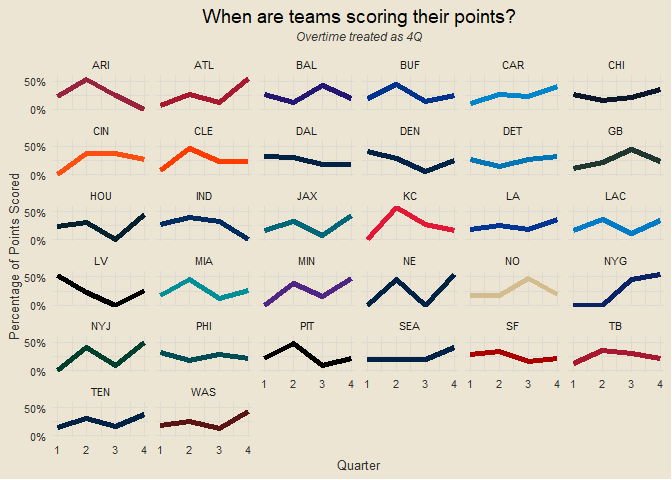 When are teams scoring their points?
Overtime treated as 4Q
ARI ATL BAL BUF CAR CHI
50%
0%
CIN CLE DAL DEN DET GB
50%
0%
HOU IND JAX KC LA LAC
50%
0%
LV MIA MIN NE NO NYG
50%
0%
NYJ PHI PIT SEA SF TB
50%
0%
1 2 3 4 1 2 3 4 1 2 3 4 1 2 3 4
TEN WAS
50%
0%
1 2 3 4 1 2 3 4
Quarter
Percentage of Points Scored